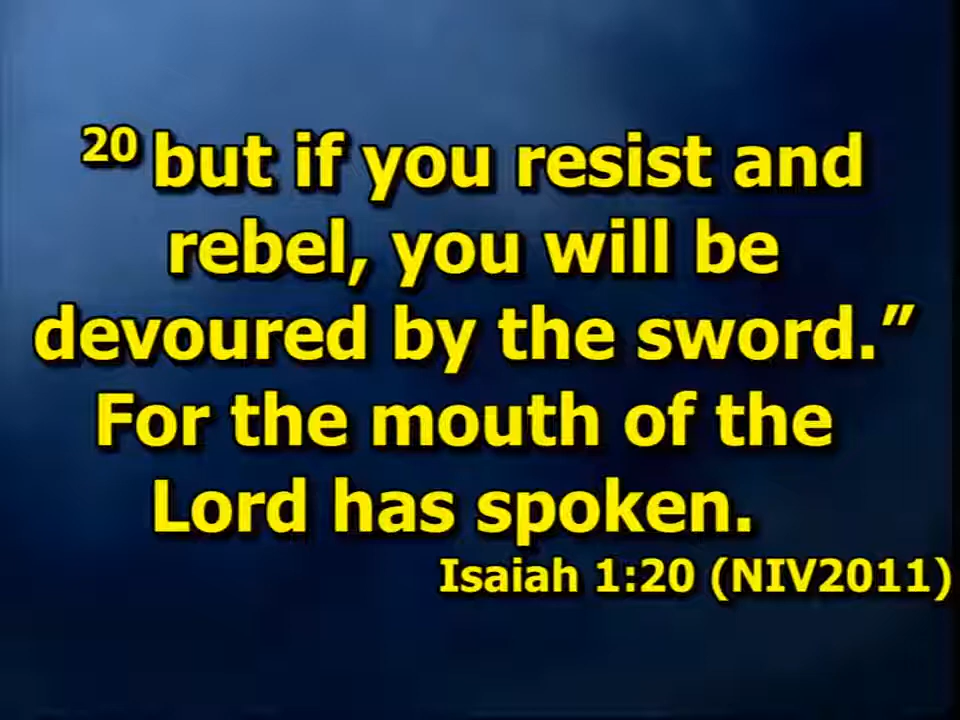 20 but if you resist and
rebel, you will be
devoured by the sword.”
For the mouth of the
Lord has spoken.
Isaiah 1:20 (NIV2011)